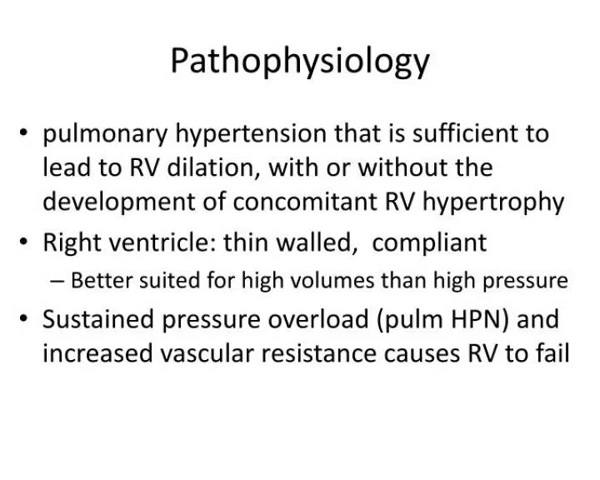 Pathophysiology
• pulmonary hypertension that is sufficient to
lead to RV dilation, with or without the
development of concomitant RV hypertrophy
• Right ventricle: thin walled,  compliant
– Better suited for high volumes than high pressure
• Sustained pressure overload (pulm HPN) and
increased vascular resistance causes RV to fail